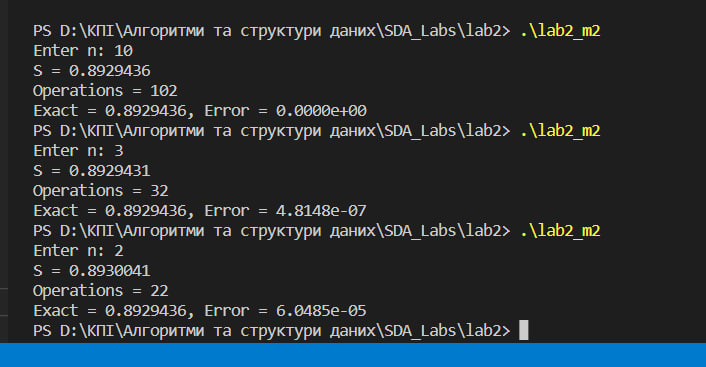 PS D:\КПІ\Алгоритми та структури даних\SDA_Labs\lab2> .\lab2_m2
Enter n: 10
S = 0.8929436
Operations = 102
Exact = 0.8929436, Error = 0.0000e+00
PS D:\КПІ\Алгоритми та структури даних\SDA_Labs\lab2> .\lab2_m2
Enter n: 3
S = 0.8929431
Operations = 32
Exact = 0.8929436, Error = 4.8148e-07
PS D:\КПІ\Алгоритми та структури даних\SDA_Labs\lab2> .\lab2_m2
Enter n: 2
S = 0.8930041
Operations = 22
Exact = 0.8929436, Error = 6.0485e-05
PS D:\КПІ\Алгоритми та структури даних\SDA_Labs\lab2>